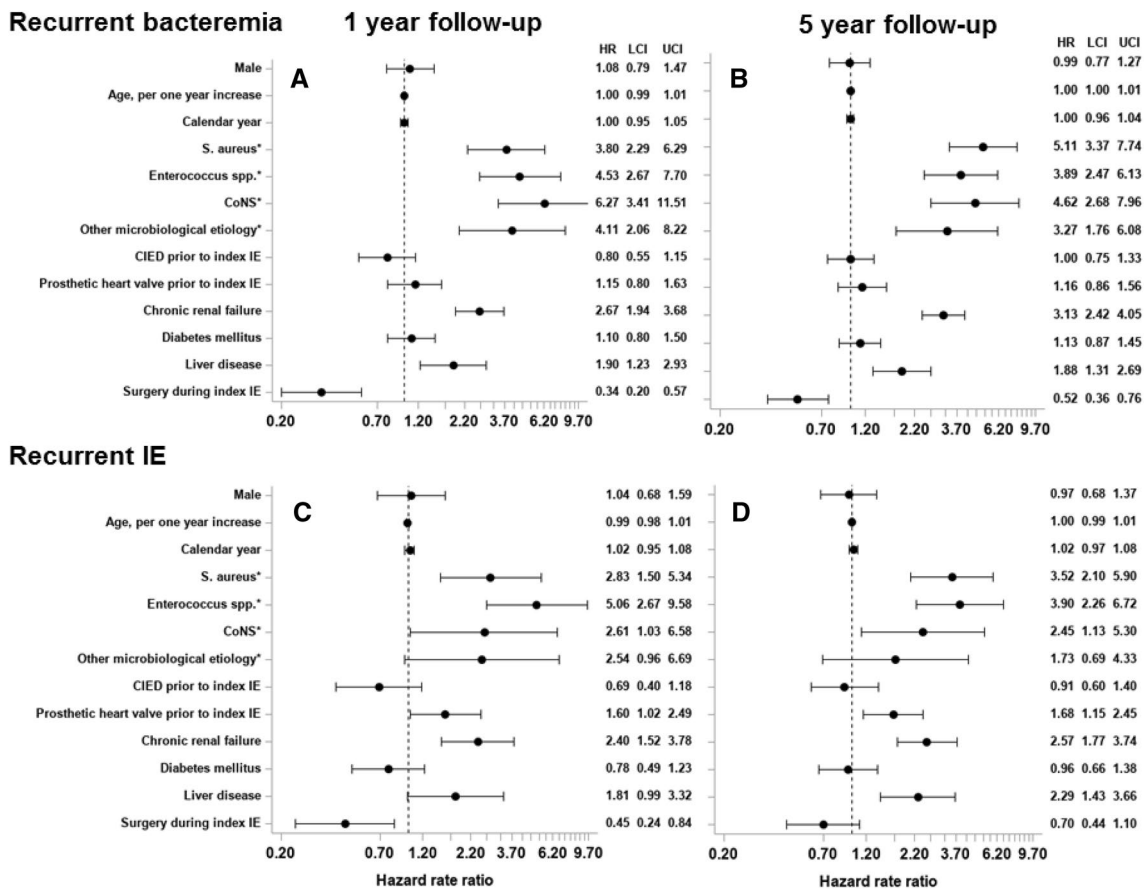 Recurrent bacteremia 1 year follow-up 5 year follow-up
HR LCI UCI HR LCI UCI
A B
Male 1.08 0.79 1.47 0.99 0.77 1.27
Age, per one year increase 1.00 0.99 1.01 1.00 1.00 1.01
Calendar year 1.00 0.95 1.05 1.00 0.96 1.04
S. aureus* 3.80 2.29 6.29 5.11 3.37 7.74
Enterococcus spp.* 4.53 2.67 7.70 3.89 2.47 6.13
CoNS* 6.27 3.41 11.51 4.62 2.68 7.96
Other microbiological etiology* 4.11 2.06 8.22 3.27 1.76 6.08
CIED prior to index IE 0.80 0.55 1.15 1.00 0.75 1.33
Prosthetic heart valve prior to index IE 1.15 0.80 1.63 1.16 0.86 1.56
Chronic renal failure 2.67 1.94 3.68 3.13 2.42 4.05
Diabetes mellitus 1.10 0.80 1.50 1.13 0.87 1.45
Liver disease 1.90 1.23 2.93 1.88 1.31 2.69
Surgery during index IE 0.34 0.20 0.57 0.52 0.36 0.76
0.20 0.70 1.20 2.20 3.70 6.20 9.70 0.20 0.70 1.20 2.20 3.70 6.20 9.70
Recurrent IE
C D
Male 1.04 0.68 1.59 0.97 0.68 1.37
Age, per one year increase 0.99 0.98 1.01 1.00 0.99 1.01
Calendar year 1.02 0.95 1.08 1.02 0.97 1.08
S. aureus* 2.83 1.50 5.34 3.52 2.10 5.90
Enterococcus spp.* 5.06 2.67 9.58 3.90 2.26 6.72
CoNS* 2.61 1.03 6.58 2.45 1.13 5.30
Other microbiological etiology* 2.54 0.96 6.69 1.73 0.69 4.33
CIED prior to index IE 0.69 0.40 1.18 0.91 0.60 1.40
Prosthetic heart valve prior to index IE 1.60 1.02 2.49 1.68 1.15 2.45
Chronic renal failure 2.40 1.52 3.78 2.57 1.77 3.74
Diabetes mellitus 0.78 0.49 1.23 0.96 0.66 1.38
Liver disease 1.81 0.99 3.32 2.29 1.43 3.66
Surgery during index IE 0.45 0.24 0.84 0.70 0.44 1.10
0.20 0.70 1.20 2.20 3.70 6.20 9.70 0.20 0.70 1.20 2.20 3.70 6.20 9.70
Hazard rate ratio Hazard rate ratio